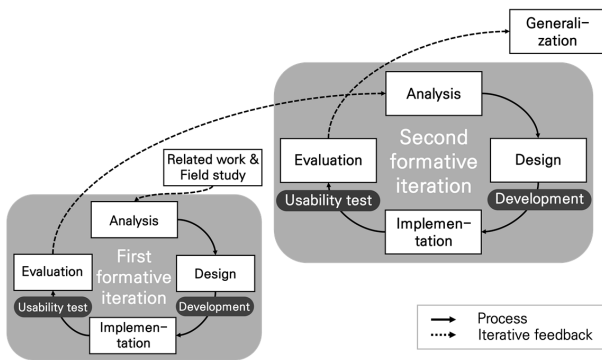 Generali-
zation
Analysis
Second
formative
iteration
Evaluation
Design
Usability test
Development
Implemen-
tation
Related work &
Field study
Analysis
First
formative
iteration
Evaluation
Design
Usability test
Development
Implemen-
tation
Process
Iterative feedback